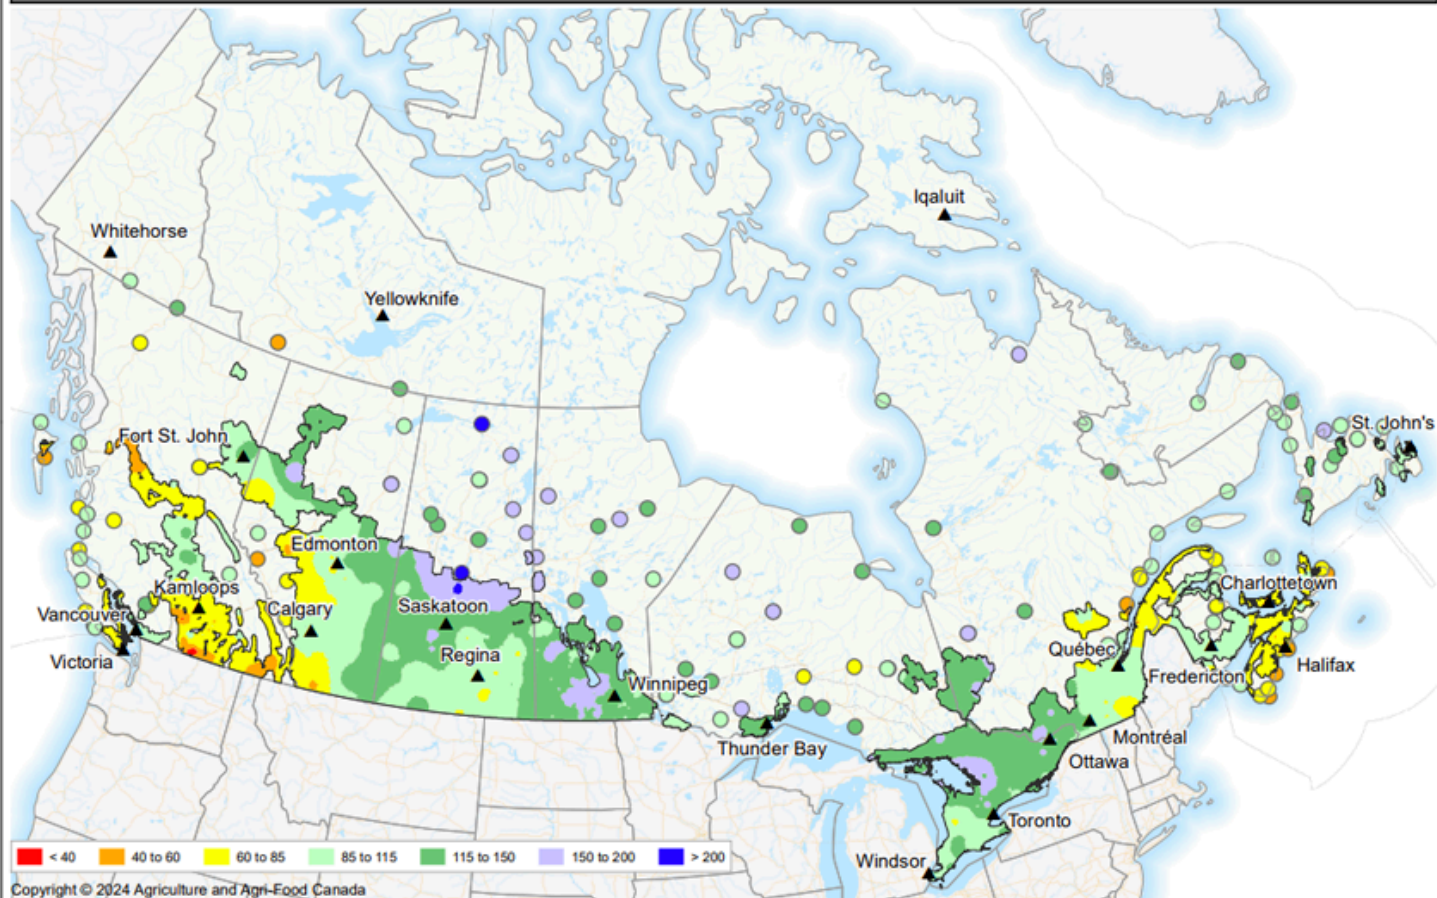 Iqaluit
Whitehorse
Yellowknife
St. John's
Fort St. John
Edmonton
Charlottetown
Kamloops
Calgary
Saskatoon
Vancouver
Québec
Regina
Victoria
Halifax
Fredericton
Winnipeg
Montréal
Thunder Bay
Ottawa
Toronto
< 40 40 to 60 60 to 85 85 to 115 115 to 150 150 to 200 > 200
Windsor
Copyright © 2024 Agriculture and Agri-Food Canada